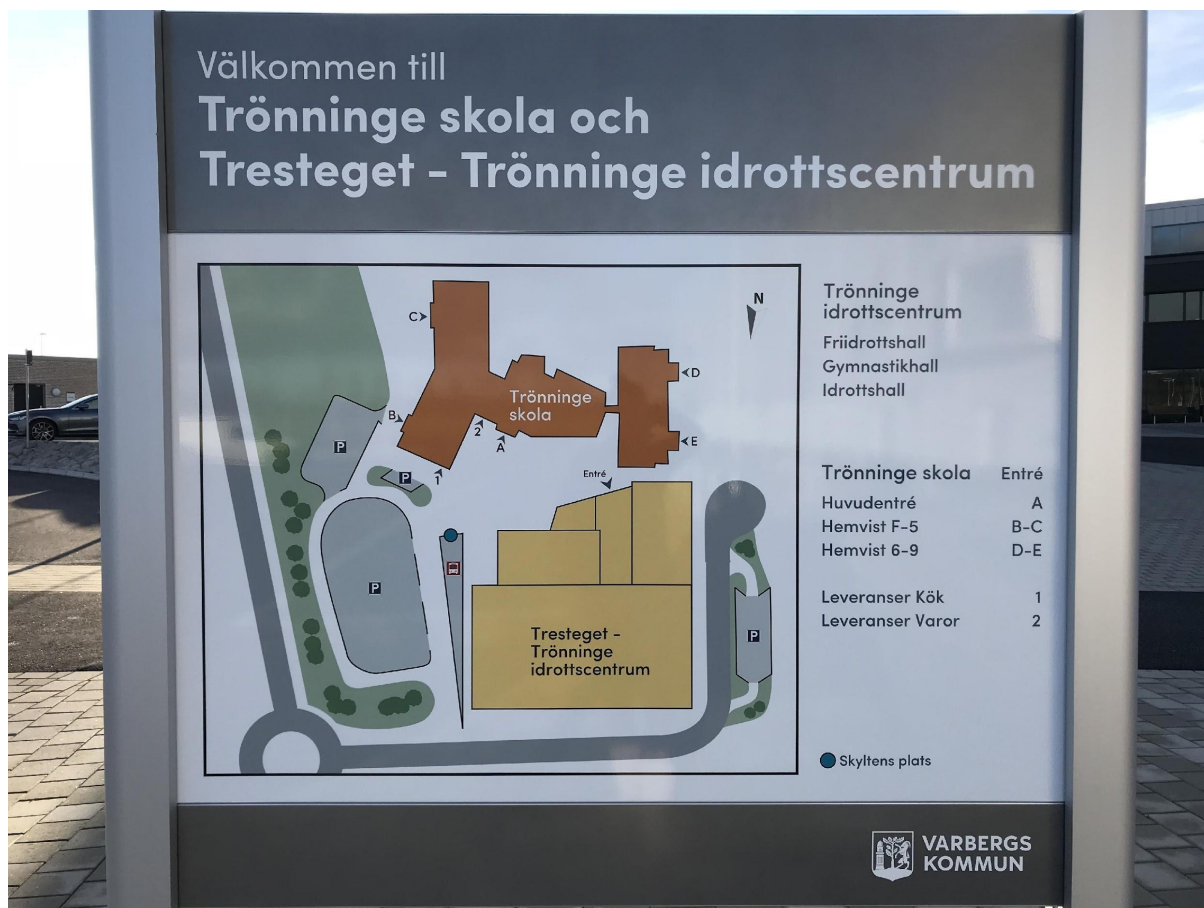 Välkommen till
Trönninge skola och
Tresteget - Trönninge idrottscentrum
N
C
D
Trönninge
skola
B
2
A
E
P
1
P
Entré
P
P
Tresteget -
Trönninge
idrottscentrum
Trönninge
idrottscentrum
Friidrottshall
Gymnastikhall
Idrottshall
Trönninge skola Entré
Huvudentré A
Hemvist F-5 B-C
Hemvist 6-9 D-E
Leveranser Kök 1
Leveranser Varor 2
Skyltens plats
VARBERGS
KOMMUN